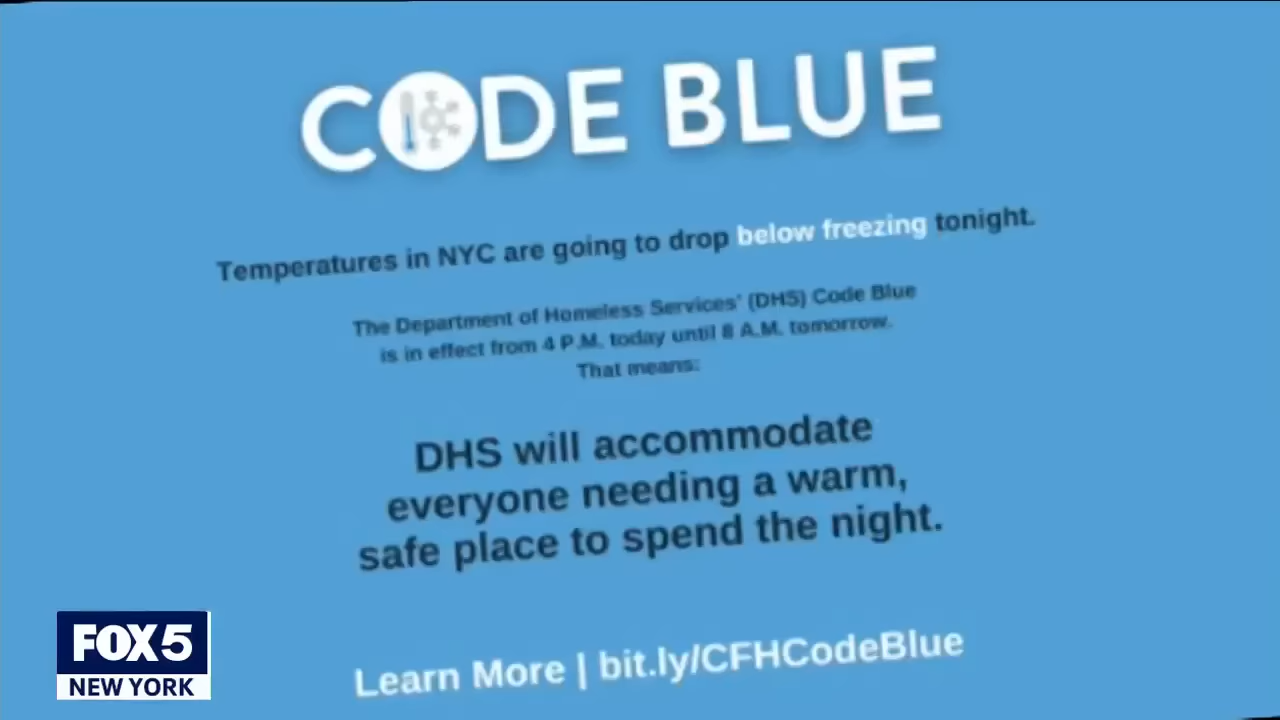 CODE BLUE
Temperatures in NYC are going to drop below freezing tonight.
The Department of Homeless Services' (DHS) Code Blue
is in effect from 4 P.M. today until 8 A.M. tomorrow.
That means:
DHS will accommodate
everyone needing a warm,
safe place to spend the night.
Learn More | bit.ly/CFHCodeBlue
FOX 5
NEW YORK